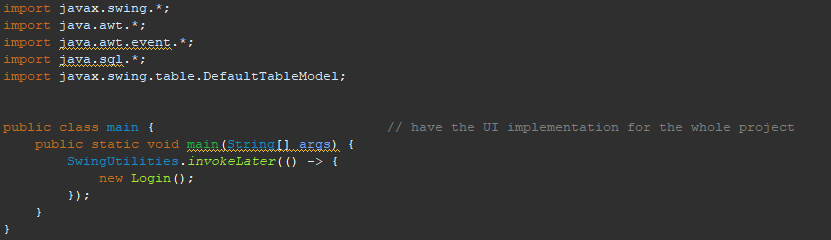 import javax.swing.*;
import java.awt.*;
import java.awt.event.*;
import java.sql.*;
import javax.swing.table.DefaultTableModel;
public class main { // have the UI implementation for the whole project
public static void main(String[] args) {
SwingUtilities.invokeLater(() -> {
new Login();
});
}
}